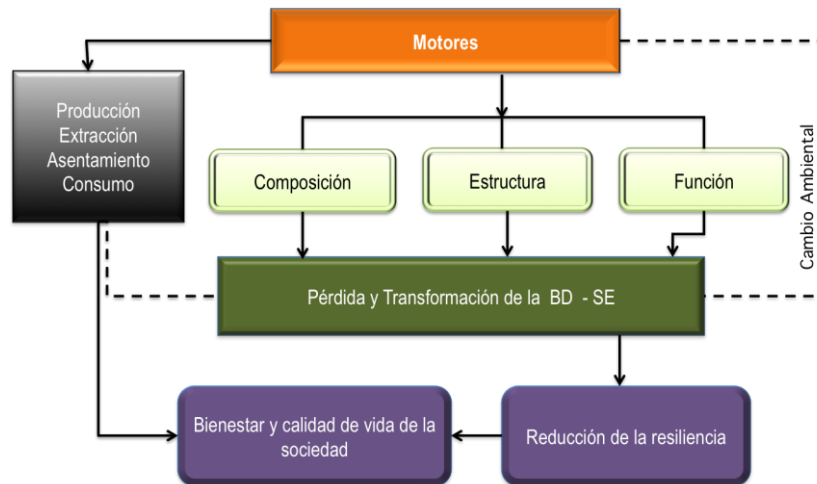 Motores
Producción
Extracción
Asentamiento
Consumo
Composición
Estructura
Función
Cambio Ambiental
Pérdida y Transformación de la BD - SE
Bienestar y calidad de vida de la
sociedad
Reducción de la resiliencia